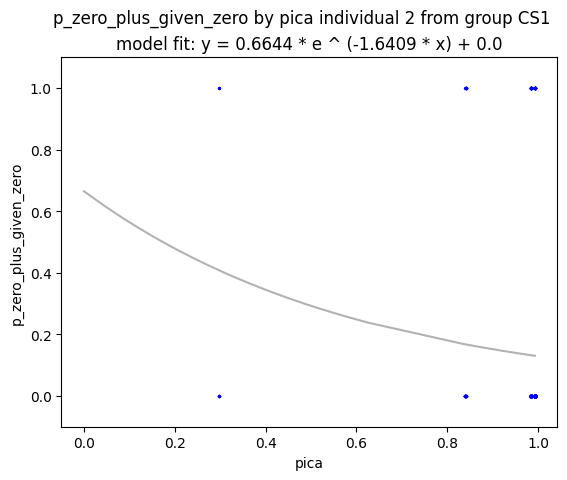 p_zero_plus_given_zero by pica individual 2 from group CS1
model fit: y = 0.6644 * e ^ (-1.6409 * x) + 0.0
1.0
0.8
0.6
0.4
0.2
0.0
p_zero_plus_given_zero
0.0 0.2 0.4 0.6 0.8 1.0
pica